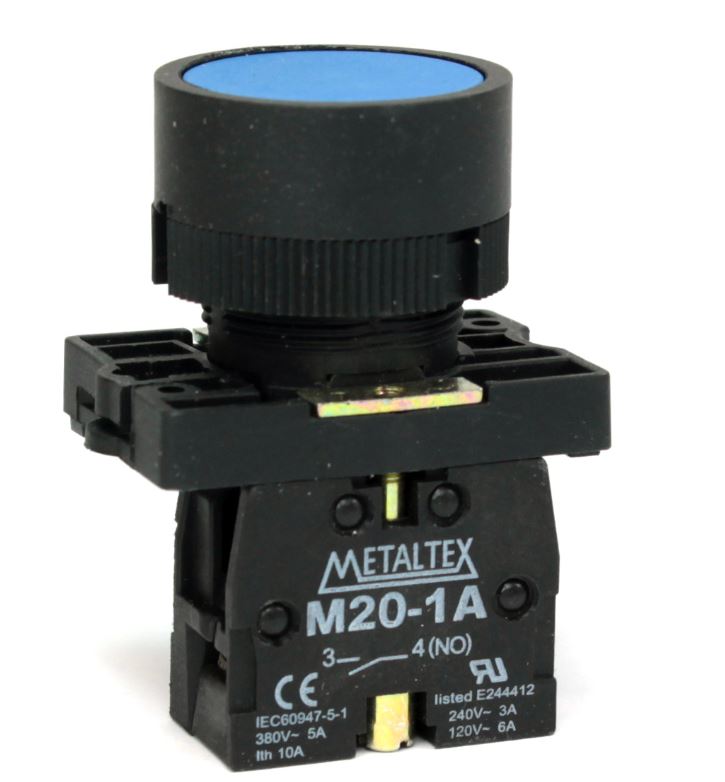 METALTEX
M20-1A
3 4(NO)
CE
IEC60947-5-1
380V~ 5A
Ith 10A
RU
listed E244412
240V~ 3A
120V~ 6A